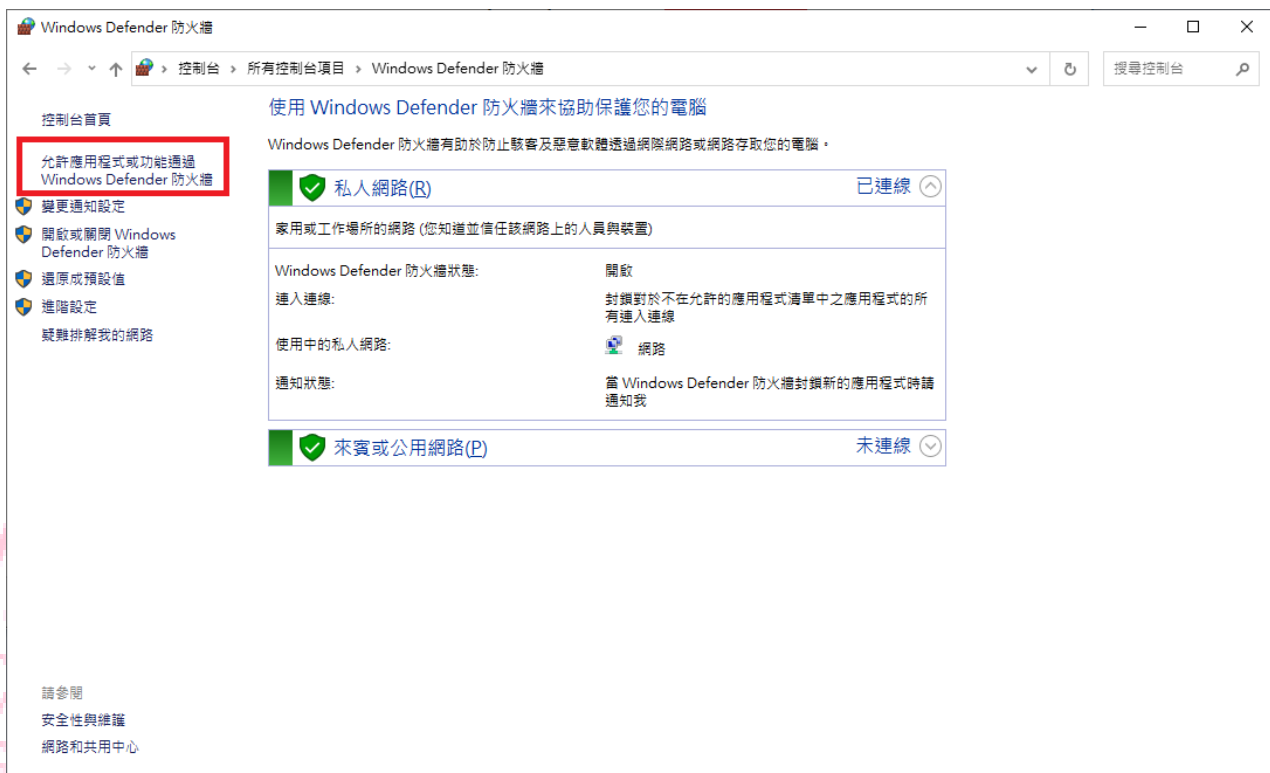 Windows Defender 防火牆
控制台 › 所有控制台項目 › Windows Defender 防火牆
搜尋控制台
控制台首頁
允許應用程式或功能通過
Windows Defender 防火牆
變更通知設定
開啟或關閉 Windows
Defender 防火牆
還原成預設值
進階設定
疑難排解我的網路
使用 Windows Defender 防火牆來協助保護您的電腦
Windows Defender 防火牆有助於防止駭客及惡意軟體透過網際網路或網路存取您的電腦。
私人網路(R) 已連線
家用或工作場所的網路 (您知道並信任該網路上的人員與裝置)
Windows Defender 防火牆狀態: 開啟
連入連線: 封鎖對於不在允許的應用程式清單中之應用程式的所
有連入連線
使用中的私人網路: 網路
通知狀態: 當 Windows Defender 防火牆封鎖新的應用程式時請
通知我
來賓或公用網路(P) 未連線
請參閱
安全性與維護
網路和共用中心